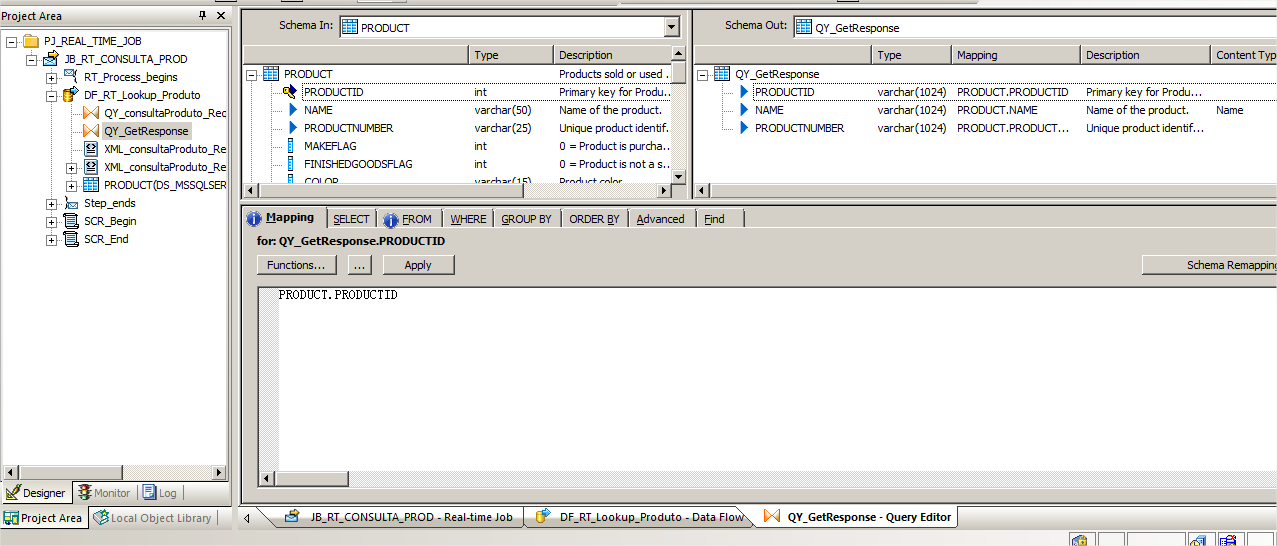 Project Area
PJ_REAL_TIME_JOB
JB_RT_CONSULTA_PROD
RT_Process_begins
DF_RT_Lookup_Produto
QY_consultaProduto_Rec
QY_GetResponse
XML_consultaProduto_Re
XML_consultaProduto_Re
PRODUCT(DS_MSSQLSER
Step_ends
SCR_Begin
SCR_End
Designer Monitor Log
Project Area Local Object Library
Schema In: PRODUCT
Type Description
PRODUCT Products sold or used ...
PRODUCTID int Primary key for Produ...
NAME varchar(50) Name of the product.
PRODUCTNUMBER varchar(25) Unique product identif...
MAKEFLAG int 0 = Product is purcha...
FINISHEDGOODSFLAG int 0 = Product is not a s...
COLOR varchar(15) Product color.
Schema Out: QY_GetResponse
Type Mapping Description Content Typ
QY_GetResponse
PRODUCTID varchar(1024) PRODUCT.PRODUCTID Primary key for Produ...
NAME varchar(1024) PRODUCT.NAME Name of the product. Name
PRODUCTNUMBER varchar(1024) PRODUCT.PRODUCT... Unique product identif...
Mapping SELECT FROM WHERE GROUP BY ORDER BY Advanced Find
for: QY_GetResponse.PRODUCTID
Functions... ... Apply Schema Remapping
PRODUCT.PRODUCTID
JB_RT_CONSULTA_PROD - Real-time Job DF_RT_Lookup_Produto - Data Flow QY_GetResponse - Query Editor